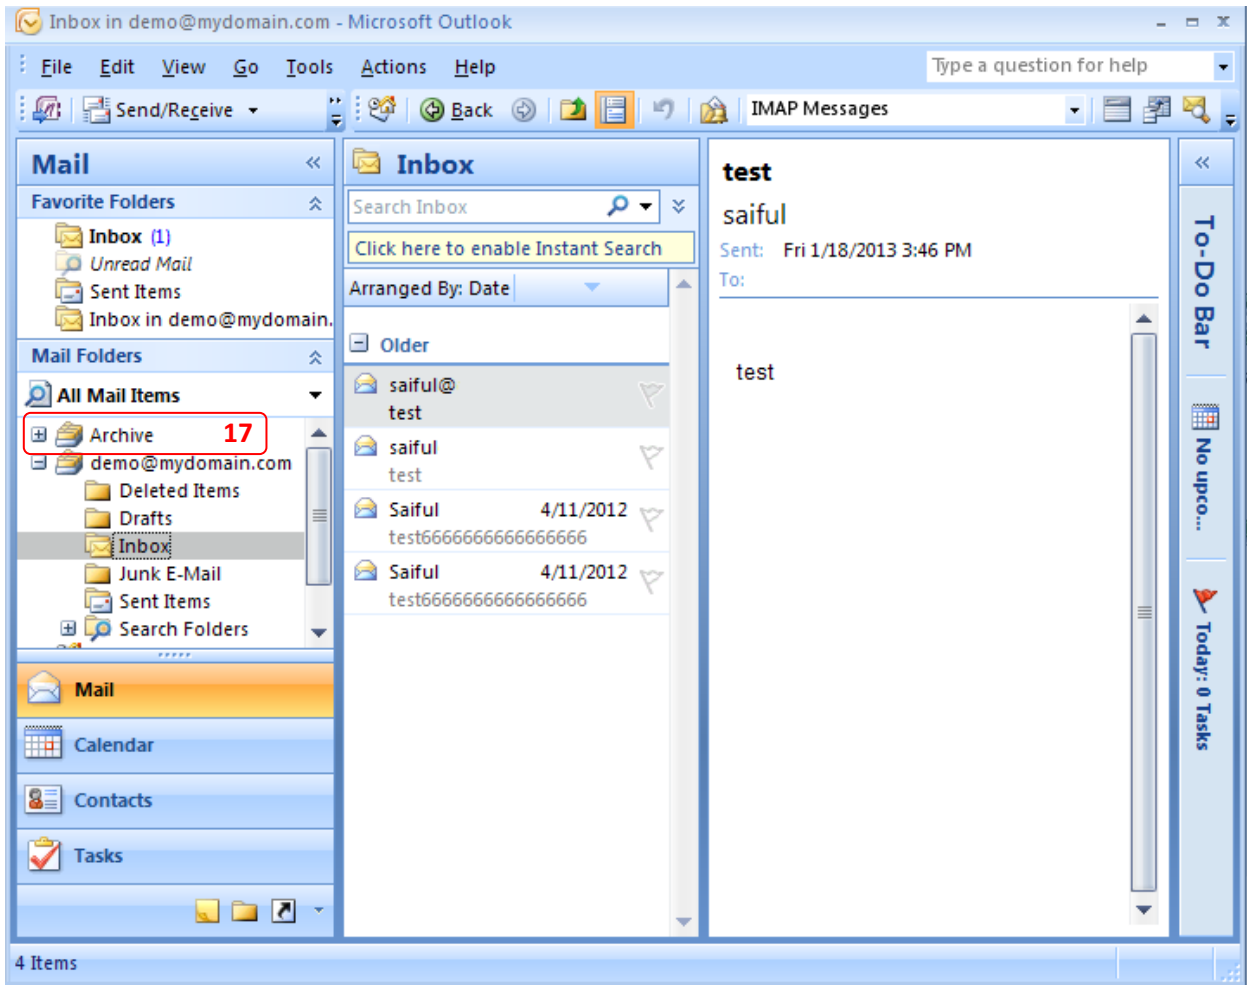 Inbox in demo@mydomain.com - Microsoft Outlook
File Edit View Go Tools Actions Help
Type a question for help
Send/Receive
Back
IMAP Messages
Mail
Favorite Folders
Inbox (1)
Unread Mail
Sent Items
Inbox in demo@mydomain.
Mail Folders
All Mail Items
Archive 17
demo@mydomain.com
Deleted Items
Drafts
Inbox
Junk E-Mail
Sent Items
Search Folders
Mail
Calendar
Contacts
Tasks
Inbox
Search Inbox
Click here to enable Instant Search
Arranged By: Date
Older
saiful@
test
saiful
test
Saiful 4/11/2012
test6666666666666666
Saiful 4/11/2012
test6666666666666666
test
saiful
Sent: Fri 1/18/2013 3:46 PM
To:
test
To-Do Bar
No upco...
Today: 0 Tasks
4 Items